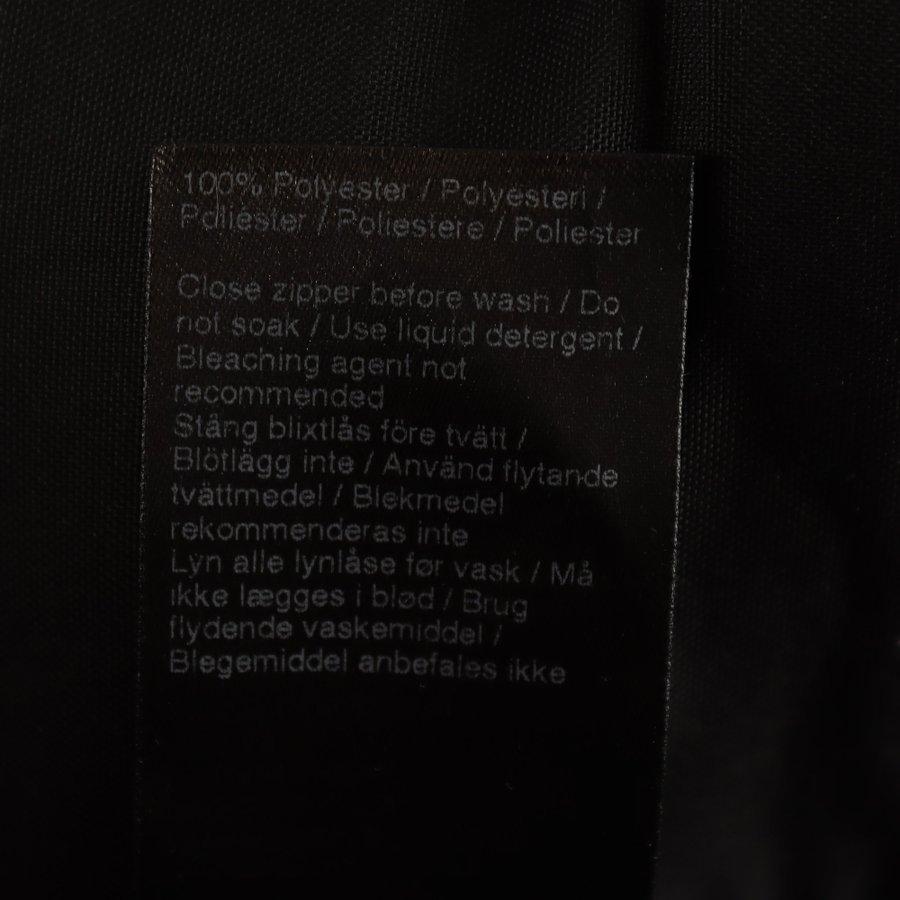 100% Polyester / Polyesteri /
Poliester / Poliestere / Poliester
Close zipper before wash / Do
not soak / Use liquid detergent /
Bleaching agent not
recommended
Stäng blixtlås före tvätt /
Blötlägg inte / Använd flytande
tvättmedel / Blekmedel
rekommenderas inte
Lyn alle lynlåse før vask / Må
ikke lægges i blød / Brug
flydende vaskemiddel /
Blegemiddel anbefales ikke